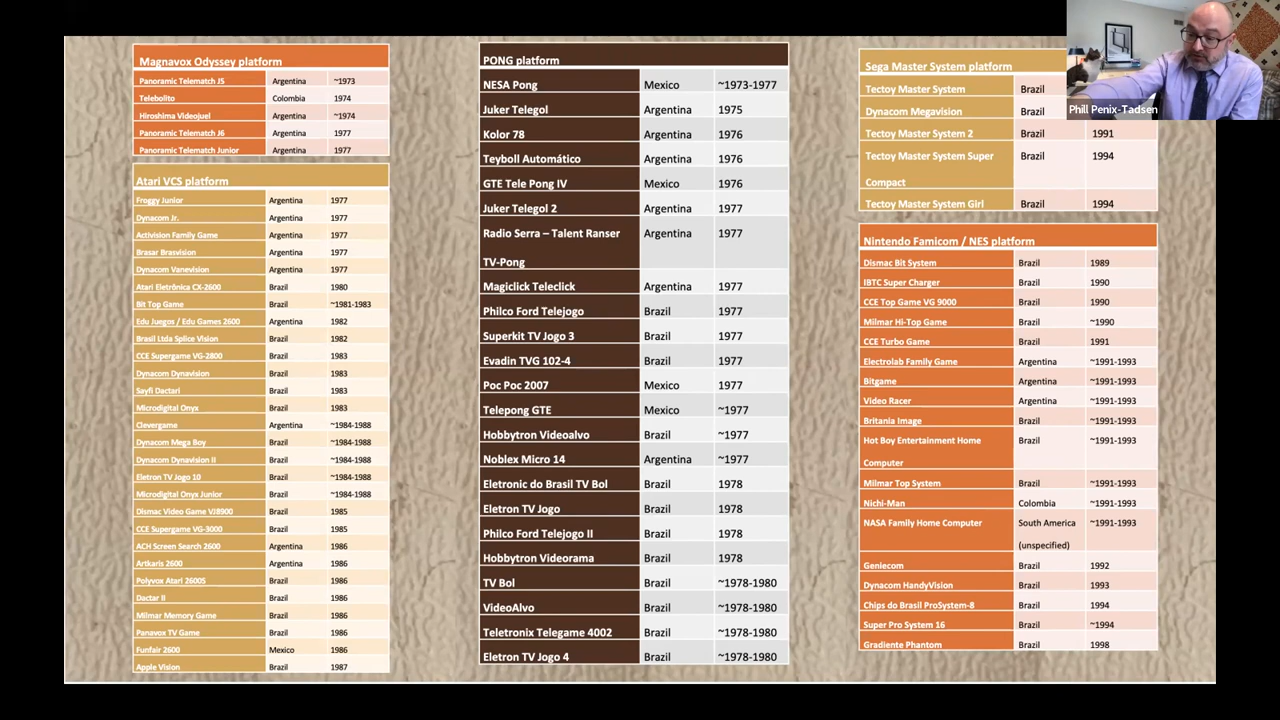 Magnavox Odyssey platform
Panoramic Telematch J5 Argentina ~1973
Telebolito Colombia 1974
Hiroshima Videojuel Argentina ~1974
Panoramic Telematch J6 Argentina 1977
Panoramic Telematch Junior Argentina 1977
Atari VCS platform
Froggy Junior Argentina 1977
Dynacom Jr. Argentina 1977
Activision Family Game Argentina 1977
Brasar Brasvision Argentina 1977
Dynacom Vanevision Argentina 1977
Atari Eletrônica CX-2600 Brazil 1980
Bit Top Game Brazil ~1981-1983
Edu Juegos / Edu Games 2600 Argentina 1982
Brasil Ltda Splice Vision Brazil 1982
CCE Supergame VG-2800 Brazil 1983
Dynacom Dynavision Brazil 1983
Sayfi Dactari Brazil 1983
Microdigital Onyx Brazil 1983
Clevergame Argentina ~1984-1988
Dynacom Mega Boy Brazil ~1984-1988
Dynacom Dynavision II Brazil ~1984-1988
Eletron TV Jogo 10 Brazil ~1984-1988
Microdigital Onyx Junior Brazil ~1984-1988
Dismac Video Game VJ8900 Brazil 1985
CCE Supergame VG-3000 Brazil 1985
ACH Screen Search 2600 Argentina 1986
Artkaris 2600 Argentina 1986
Polyvox Atari 2600S Brazil 1986
Dactar II Brazil 1986
Milmar Memory Game Brazil 1986
Panavox TV Game Brazil 1986
Funfair 2600 Mexico 1986
Apple Vision Brazil 1987
PONG platform
NESA Pong Mexico ~1973-1977
Juker Telegol Argentina 1975
Kolor 78 Argentina 1976
Teyboll Automático Argentina 1976
GTE Tele Pong IV Mexico 1976
Juker Telegol 2 Argentina 1977
Radio Serra – Talent Ranser Argentina 1977
TV-Pong
Magiclick Teleclick Argentina 1977
Philco Ford Telejogo Brazil 1977
Superkit TV Jogo 3 Brazil 1977
Evadin TVG 102-4 Brazil 1977
Poc Poc 2007 Mexico 1977
Telepong GTE Mexico ~1977
Hobbytron Videoalvo Brazil ~1977
Noblex Micro 14 Argentina ~1977
Eletronic do Brasil TV Bol Brazil 1978
Eletron TV Jogo Brazil 1978
Philco Ford Telejogo II Brazil 1978
Hobbytron Videorama Brazil 1978
TV Bol Brazil ~1978-1980
VideoAlvo Brazil ~1978-1980
Teletronix Telegame 4002 Brazil ~1978-1980
Eletron TV Jogo 4 Brazil ~1978-1980
Sega Master System platform
Tectoy Master System Brazil
Dynacom Megavision Brazil
Tectoy Master System 2 Brazil 1991
Tectoy Master System Super Brazil 1994
Compact
Tectoy Master System Girl Brazil 1994
Nintendo Famicom / NES platform
Dismac Bit System Brazil 1989
IBTC Super Charger Brazil 1990
CCE Top Game VG 9000 Brazil 1990
Milmar Hi-Top Game Brazil ~1990
CCE Turbo Game Brazil 1991
Electrolab Family Game Argentina ~1991-1993
Bitgame Argentina ~1991-1993
Video Racer Argentina ~1991-1993
Britania Image Brazil ~1991-1993
Hot Boy Entertainment Home Brazil ~1991-1993
Computer
Milmar Top System Brazil ~1991-1993
Nichi-Man Colombia ~1991-1993
NASA Family Home Computer South America ~1991-1993
(unspecified)
Geniecom Brazil 1992
Dynacom HandyVision Brazil 1993
Chips do Brasil ProSystem-8 Brazil 1994
Super Pro System 16 Brazil ~1994
Gradiente Phantom Brazil 1998
Phill Penix-Tadsen